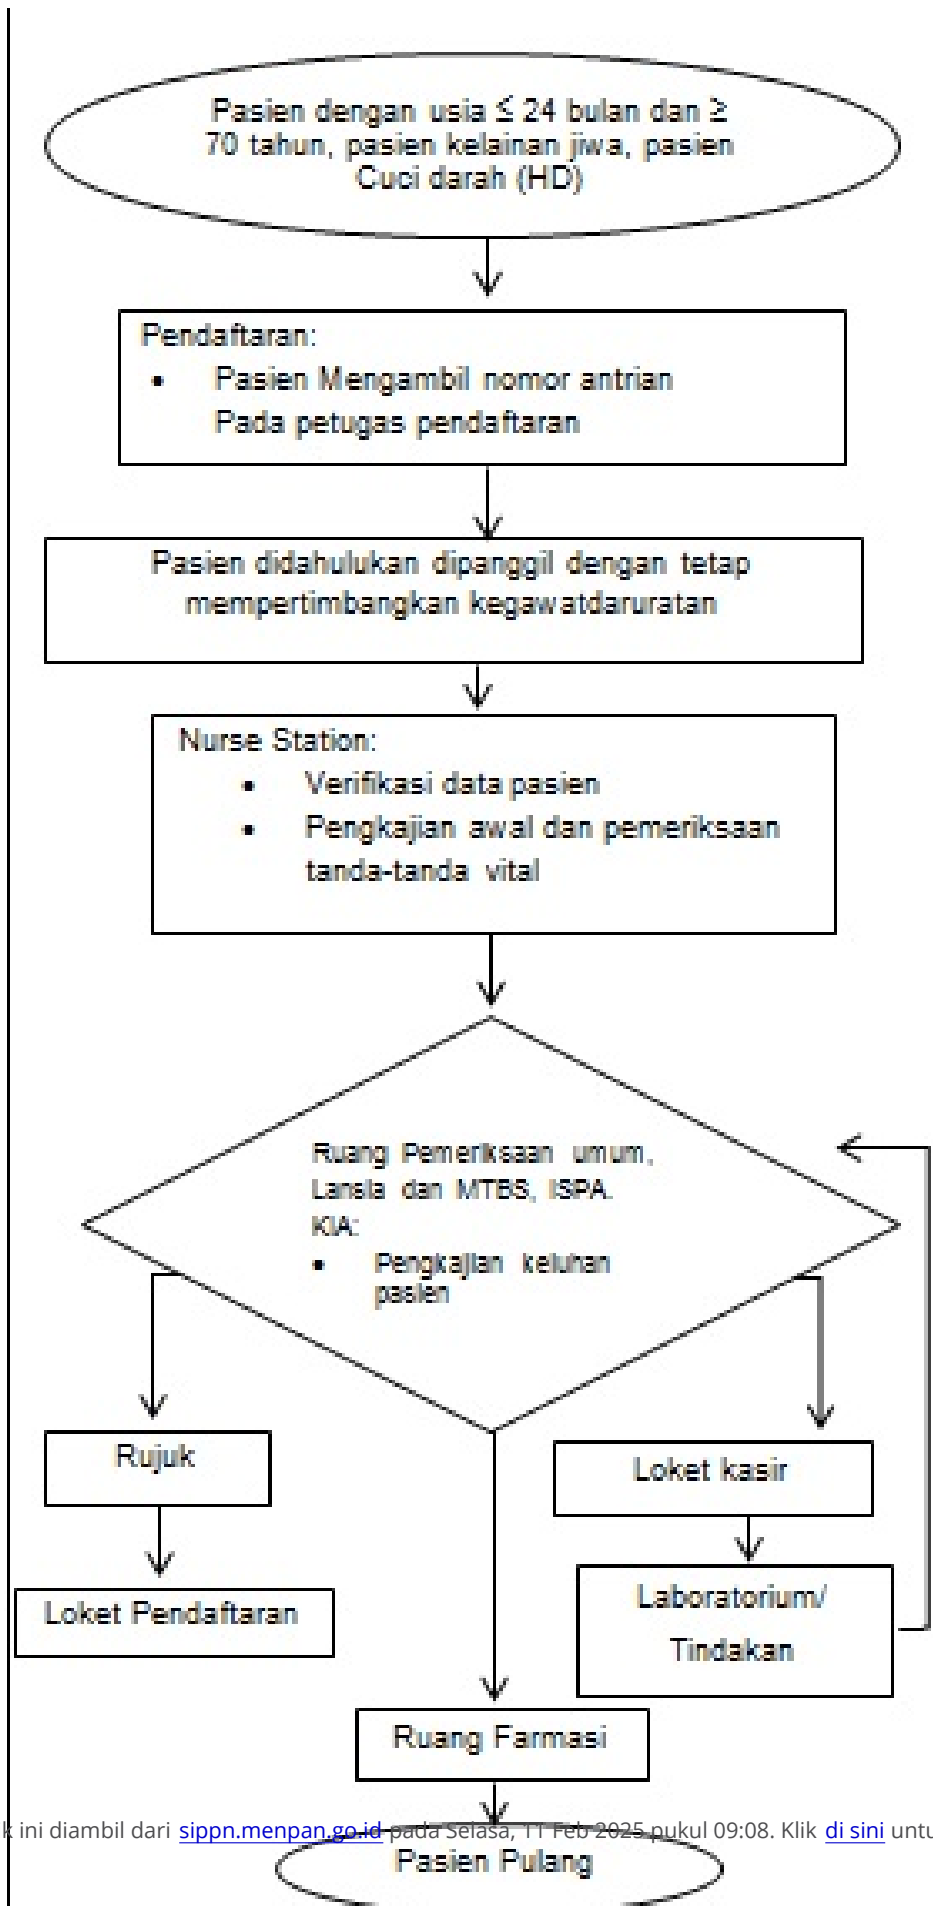 Pasien dengan usia ≤ 24 bulan dan ≥
70 tahun, pasien kelainan jiwa, pasien
Cuci darah (HD)
Pendaftaran:
• Pasien Mengambil nomor antrian
Pada petugas pendaftaran
Pasien didahulukan dipanggil dengan tetap
mempertimbangkan kegawatdaruratan
Nurse Station:
• Verifikasi data pasien
• Pengkajian awal dan pemeriksaan
tanda-tanda vital
Ruang Pemeriksaan umum,
Lansia dan MTBS, ISPA.
KIA:
• Pengkajian keluhan
pasien
Rujuk
Loket kasir
Loket Pendaftaran
Laboratorium/
Tindakan
Ruang Farmasi
k ini diambil dari sippn.menpan.go.id pada Selasa, 11 Feb 2025 pukul 09:08. Klik di sini untu
Pasien Pulang